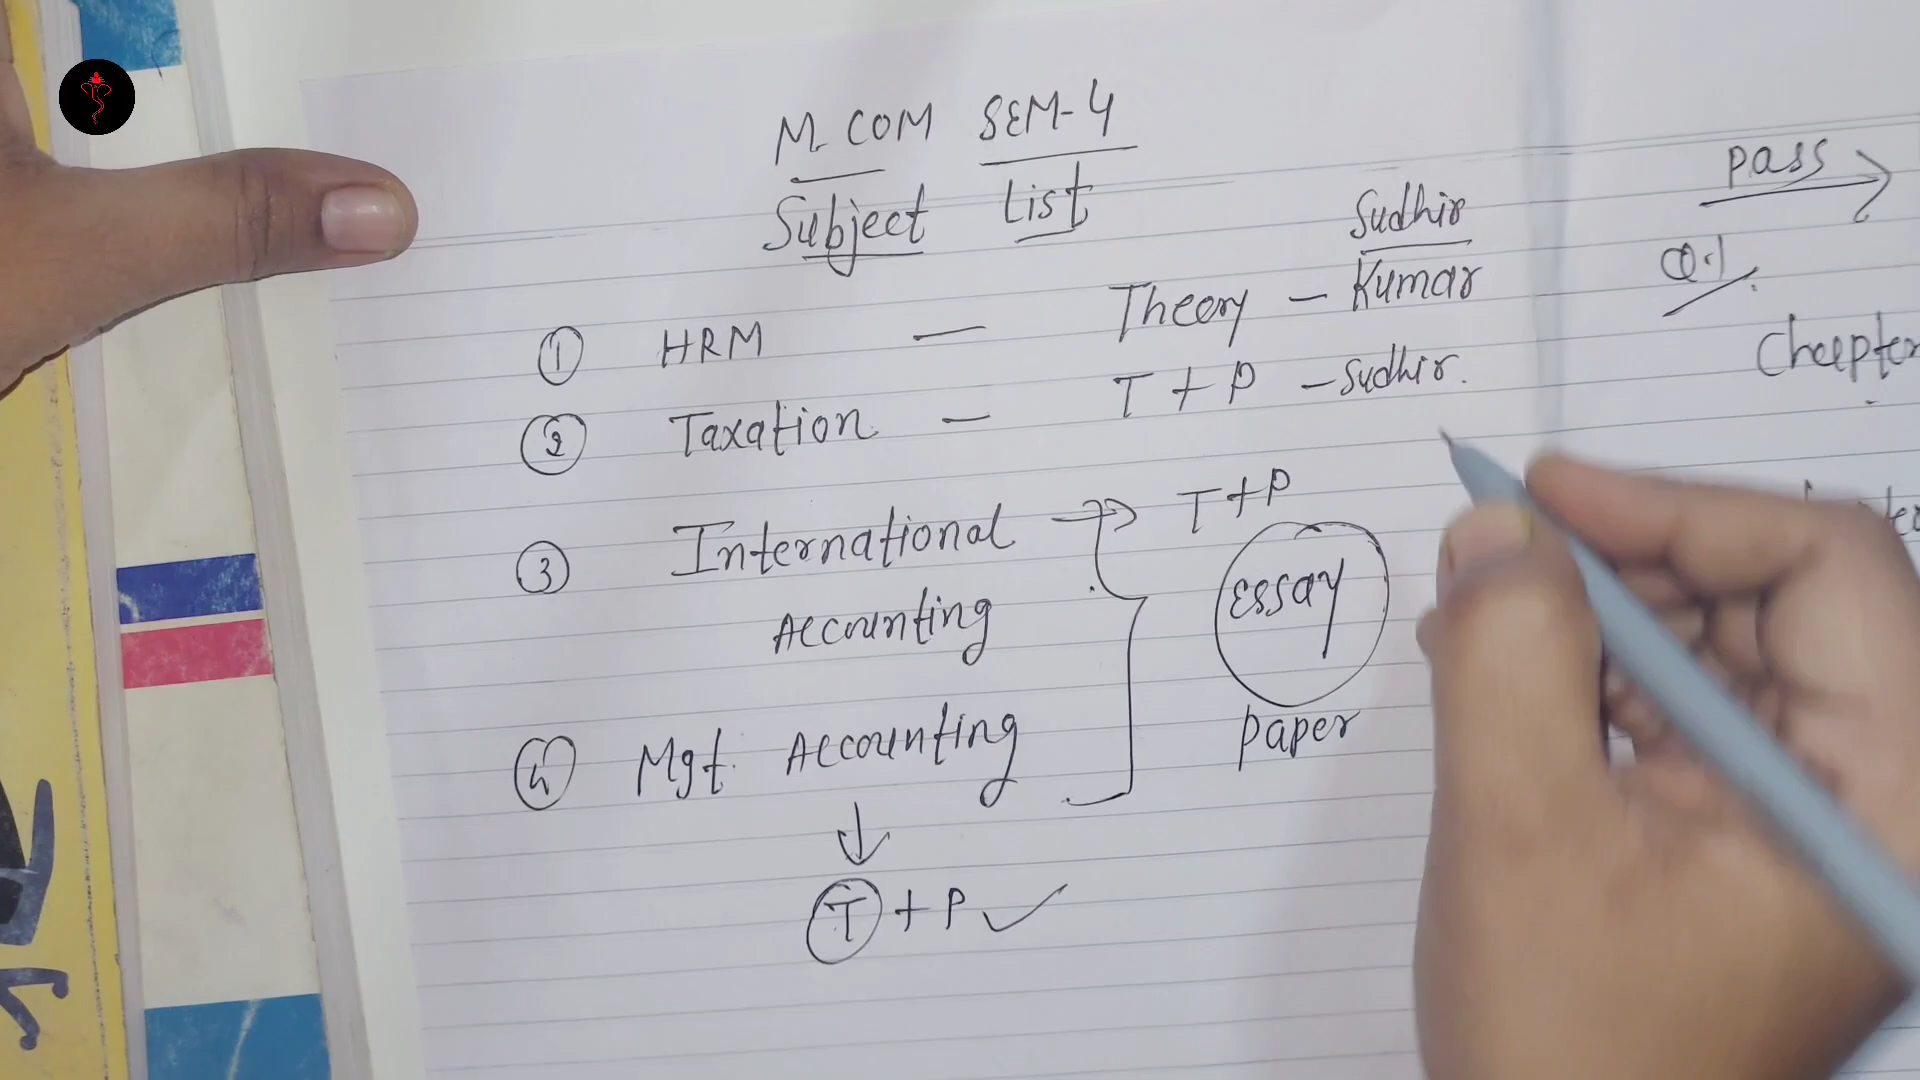 M.COM SEM-4
Subject List
① HRM — Theory — Sudhir Kumar
② Taxation — T + P - Sudhir.
③ International Accounting → T+P
④ Mgt. Accounting
essay
paper
↓
T + P ✓
Pass →
Q.1
Chapter